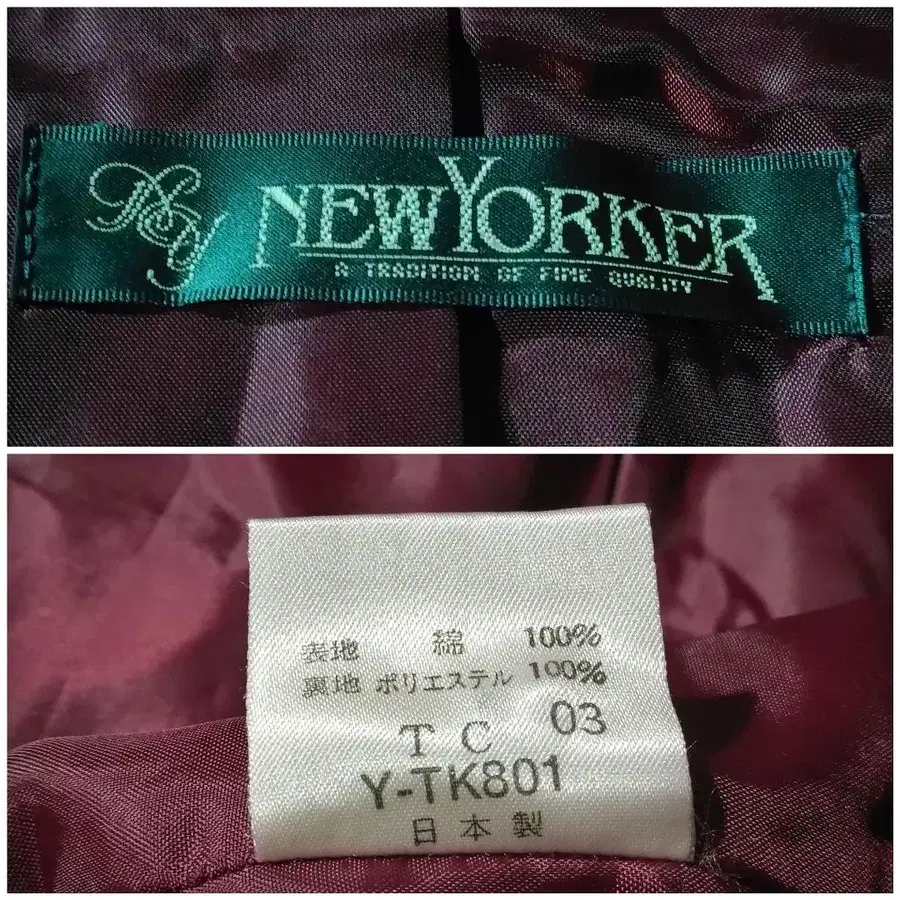 NY
NEWYORKER
A TRADITION OF FINE QUALITY
表地 綿 100%
裏地 ポリエステル 100%
TC 03
Y-TK801
日本製